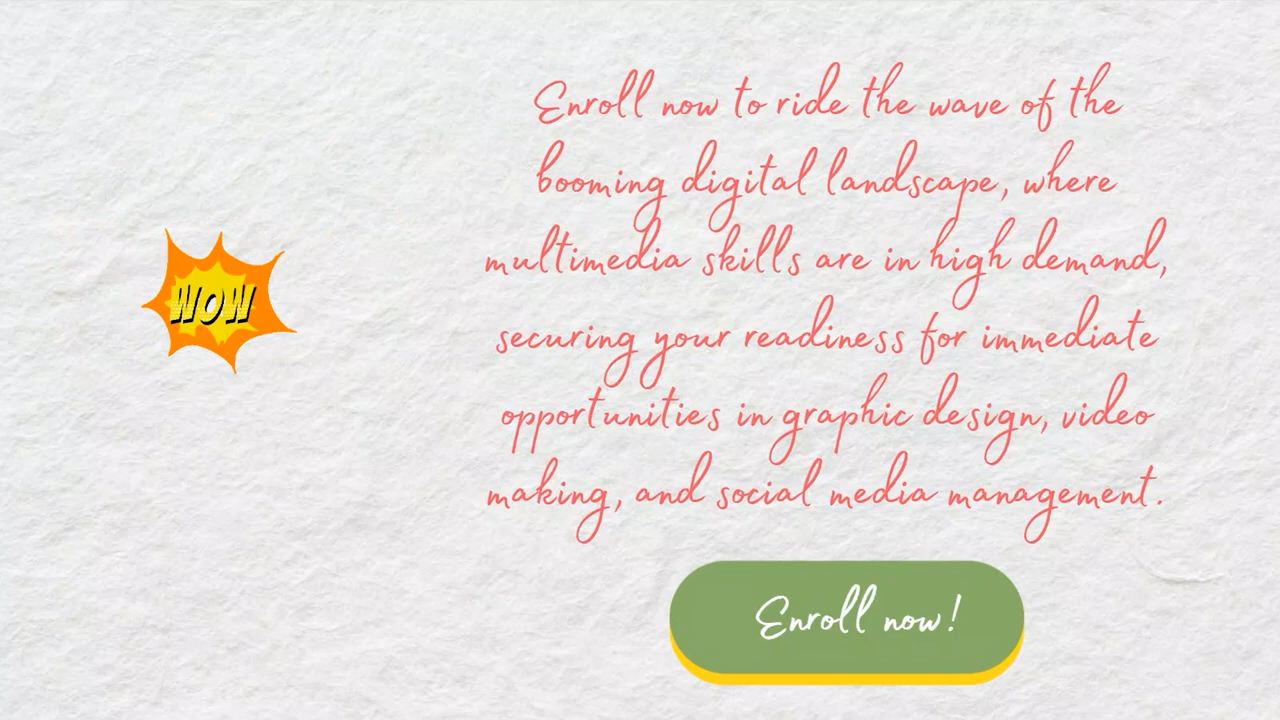 Enroll now to ride the wave of the
booming digital landscape, where
multimedia skills are in high demand,
securing your readiness for immediate
opportunities in graphic design, video
making, and social media management.
WOW
Enroll now!